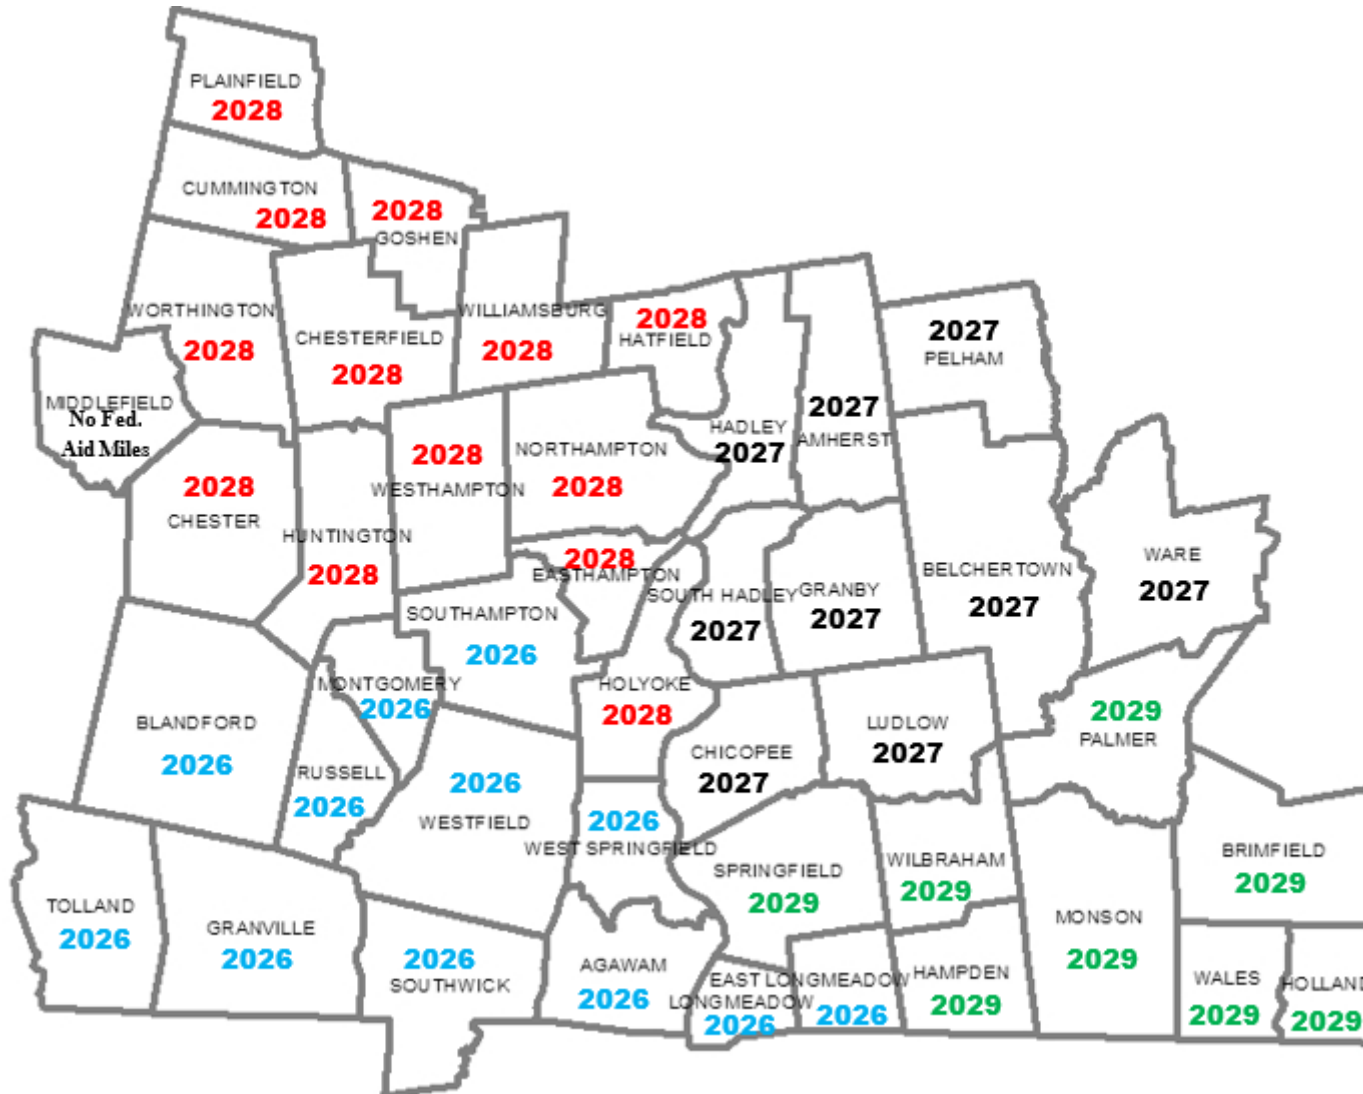 PLAINFIELD
2028
CUMMINGTON
2028
2028
GOSHEN
WORTHINGTON
2028
CHESTERFIELD
2028
WILLIAMSBURG
2028
2028
HATFIELD
2027
PELHAM
MIDDLEFIELD
No Fed.
Aid Miles
HADLEY
2027
2027
AMHERST
2028
CHESTER
2028
WESTHAMPTON
NORTHAMPTON
2028
HUNTINGTON
2028
2028
EASTHAMPTON
SOUTH HADLEY
2027
GRANBY
2027
BELCHERTOWN
2027
WARE
2027
SOUTHAMPTON
2026
MONTGOMERY
2026
HOLYOKE
2028
BLANDFORD
2026
RUSSELL
2026
2026
WESTFIELD
2026
WEST SPRINGFIELD
CHICOPEE
2027
LUDLOW
2027
2029
PALMER
SPRINGFIELD
2029
WILBRAHAM
2029
BRIMFIELD
2029
TOLLAND
2026
GRANVILLE
2026
2026
SOUTHWICK
AGAWAM
2026
LONGMEADOW
2026
EAST LONGMEADOW
2026
HAMPDEN
2029
MONSON
2029
WALES
2029
HOLLAND
2029